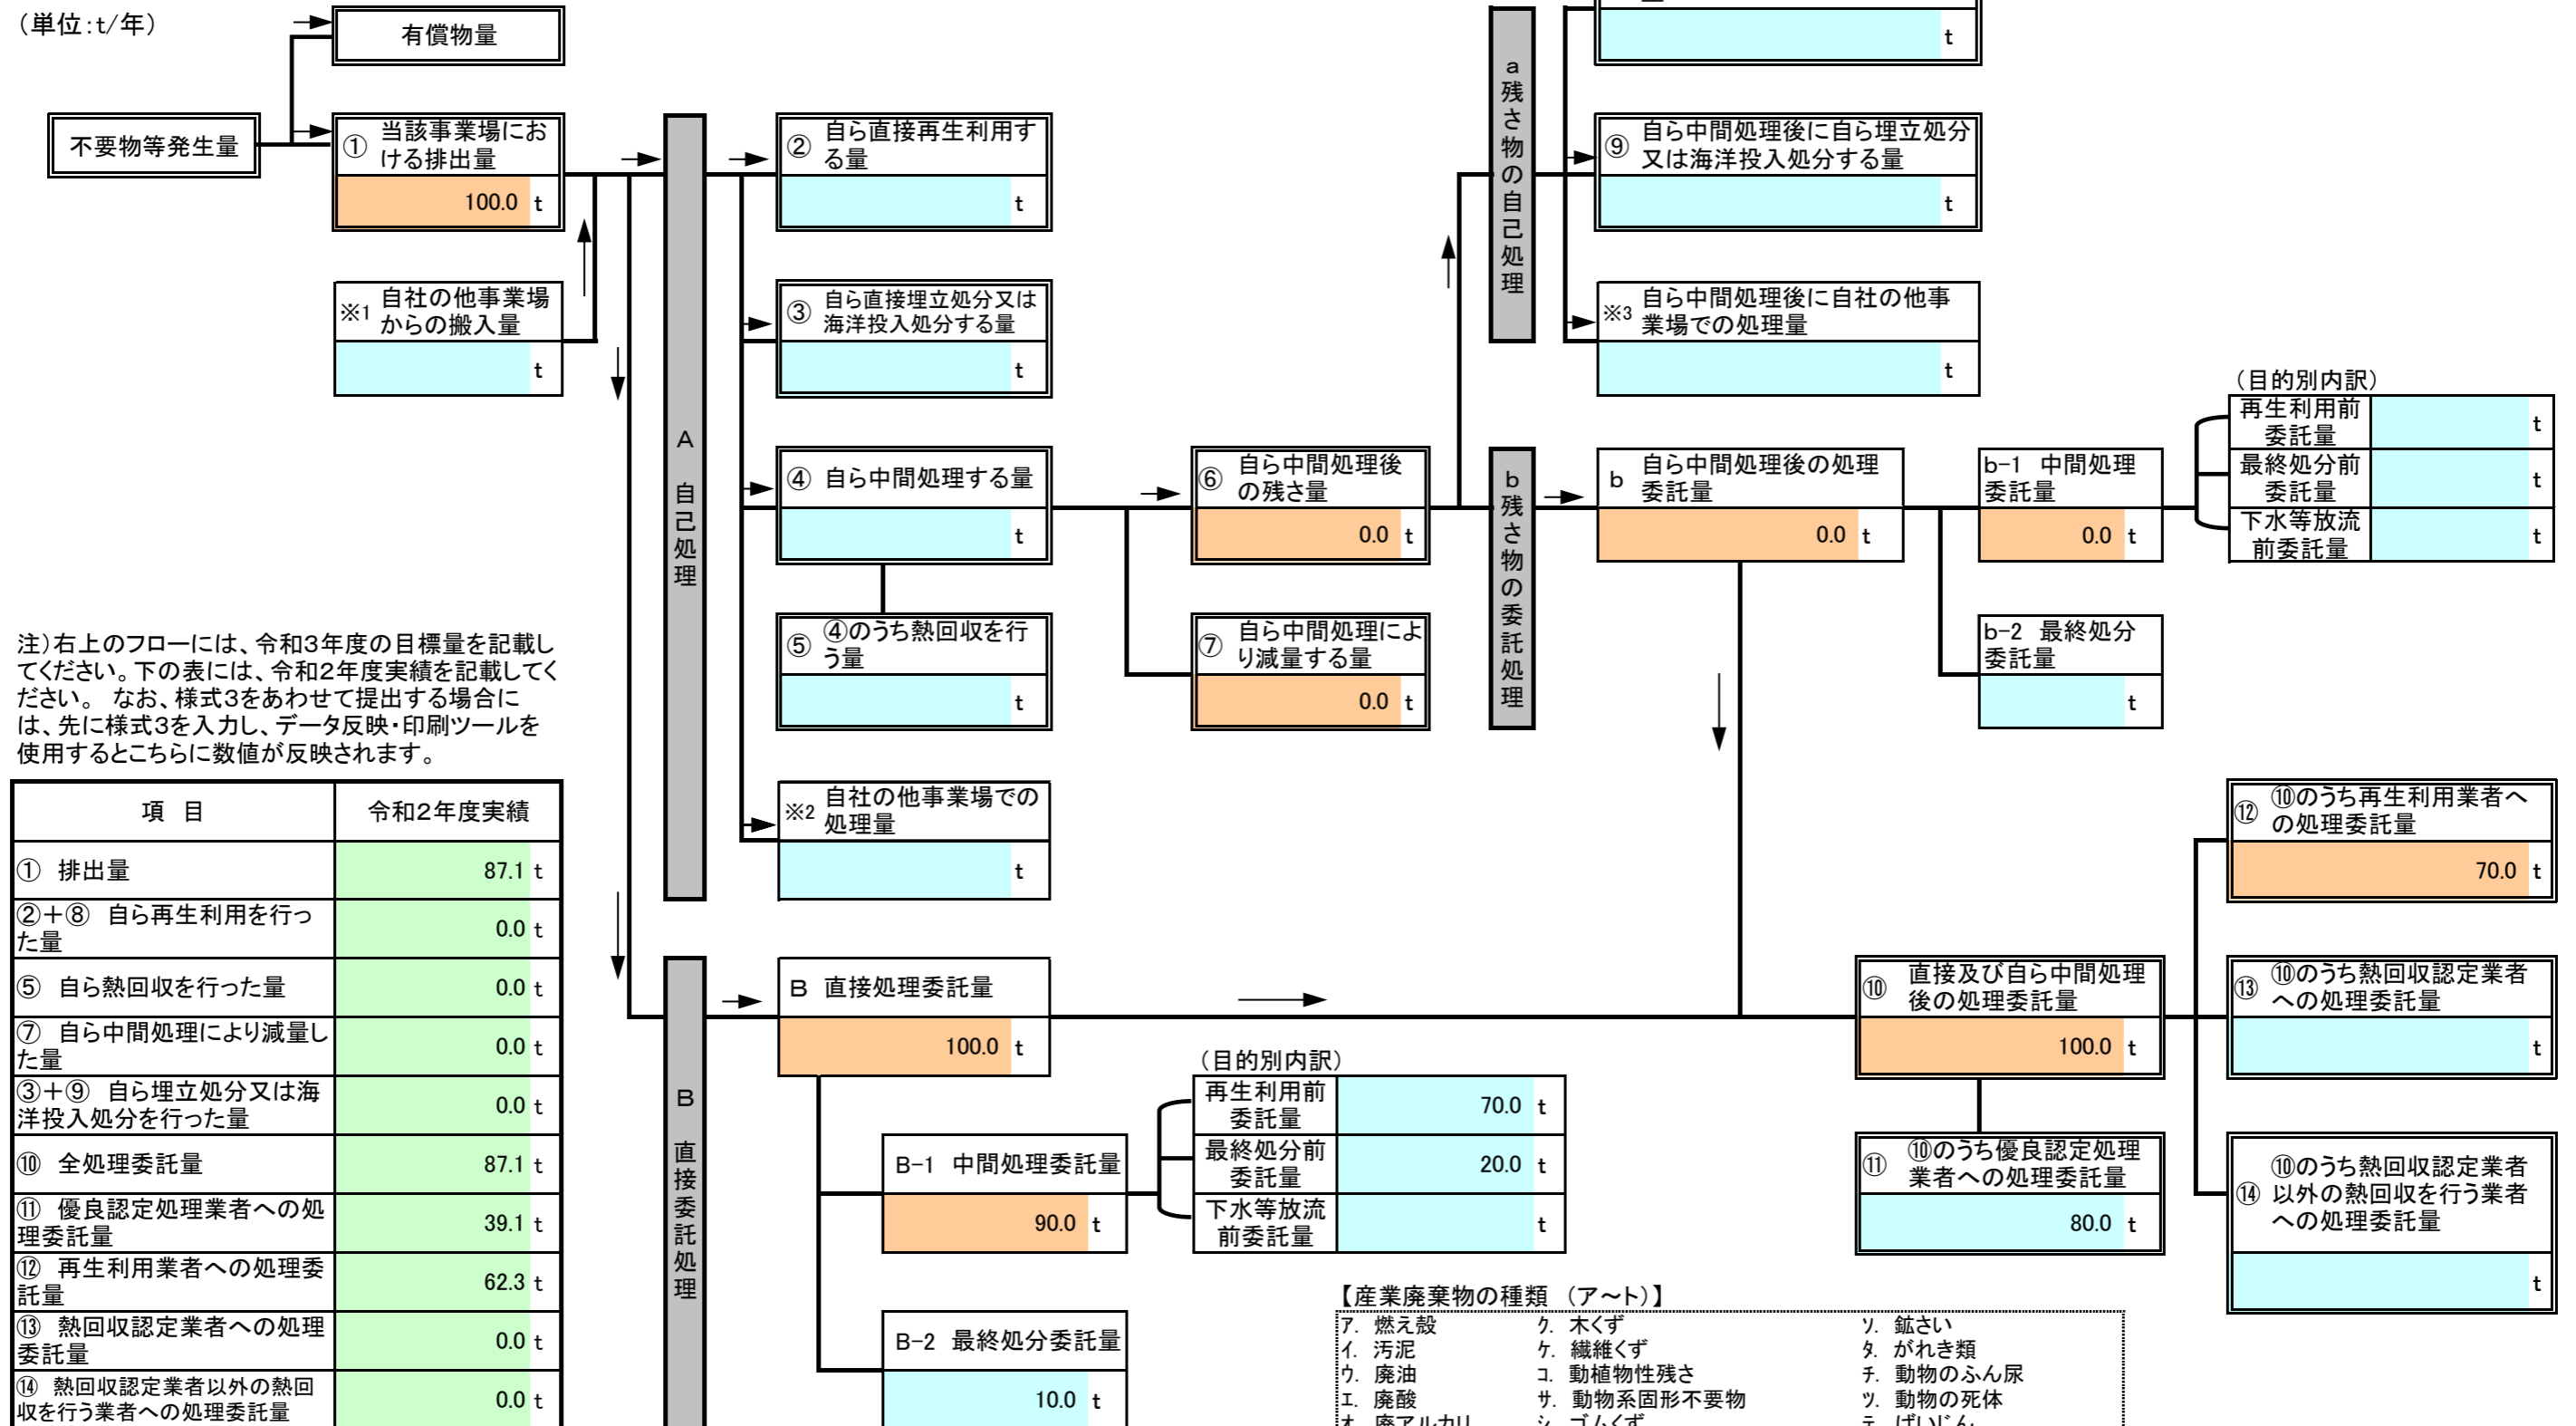 （単位:t/年）
有償物量
不要物等発生量
① 当該事業場にお
ける排出量
100.0 t
※1 自社の他事業場
からの搬入量
t
A 自己処理
② 自ら直接再生利用す
る量
t
③ 自ら直接埋立処分又は
海洋投入処分する量
t
④ 自ら中間処理する量
t
⑤ ④のうち熱回収を行
う量
t
※2 自社の他事業場での
処理量
t
⑥ 自ら中間処理後
の残さ量
0.0 t
⑦ 自ら中間処理によ
り減量する量
0.0 t
a 残さ物の自己処理
t
⑨ 自ら中間処理後に自ら埋立処分
又は海洋投入処分する量
t
※3 自ら中間処理後に自社の他事
業場での処理量
t
b 残さ物の委託処理
b 自ら中間処理後の処理
委託量
0.0 t
b-1 中間処理
委託量
0.0 t
（目的別内訳）
再生利用前
委託量
t
最終処分前
委託量
t
下水等放流
前委託量
t
b-2 最終処分
委託量
t
注）右上のフローには、令和3年度の目標量を記載し
てください。下の表には、令和2年度実績を記載してく
ださい。 なお、様式3をあわせて提出する場合に
は、先に様式3を入力し、データ反映・印刷ツールを
使用するとこちらに数値が反映されます。
項 目 令和2年度実績
① 排出量 87.1 t
②＋⑧ 自ら再生利用を行っ
た量 0.0 t
⑤ 自ら熱回収を行った量 0.0 t
⑦ 自ら中間処理により減量し
た量 0.0 t
③＋⑨ 自ら埋立処分又は海
洋投入処分を行った量 0.0 t
⑩ 全処理委託量 87.1 t
⑪ 優良認定処理業者への処
理委託量 39.1 t
⑫ 再生利用業者への処理委
託量 62.3 t
⑬ 熱回収認定業者への処理
委託量 0.0 t
⑭ 熱回収認定業者以外の熱回
収を行う業者への処理委託量 0.0 t
B 直接委託処理
B 直接処理委託量
100.0 t
B-1 中間処理委託量
90.0 t
（目的別内訳）
再生利用前
委託量
70.0 t
最終処分前
委託量
20.0 t
下水等放流
前委託量
t
B-2 最終処分委託量
10.0 t
⑩ 直接及び自ら中間処理
後の処理委託量
100.0 t
⑪ ⑩のうち優良認定処理
業者への処理委託量
80.0 t
⑫ ⑩のうち再生利用業者へ
の処理委託量
70.0 t
⑬ ⑩のうち熱回収認定業者
への処理委託量
t
⑭ ⑩のうち熱回収認定業者
以外の熱回収を行う業者
への処理委託量
t
【産業廃棄物の種類 （ア～ト）】
ア. 燃え殻 ク. 木くず ソ. 鉱さい
イ. 汚泥 ケ. 繊維くず タ. がれき類
ウ. 廃油 コ. 動植物性残さ チ. 動物のふん尿
エ. 廃酸 サ. 動物系固形不要物 ツ. 動物の死体
オ. 廃アルカリ シ. ゴムくず テ. ばいじん